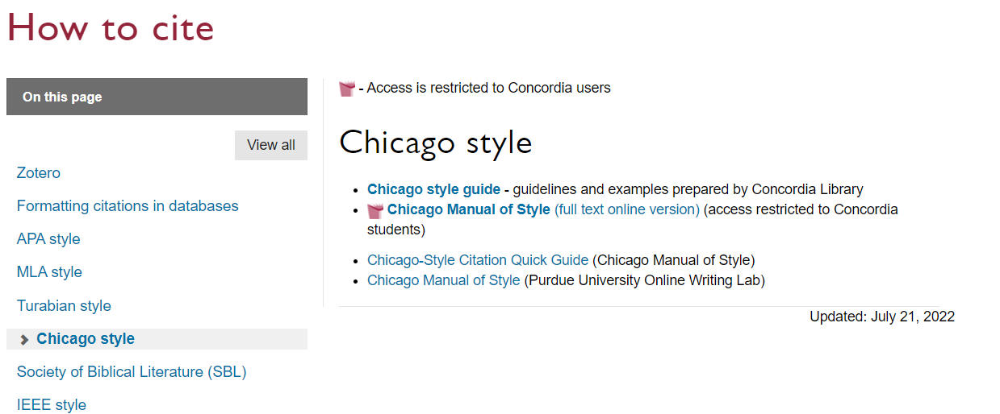 How to cite
On this page
View all
Zotero
Formatting citations in databases
APA style
MLA style
Turabian style
Chicago style
Society of Biblical Literature (SBL)
IEEE style
- Access is restricted to Concordia users
Chicago style
Chicago style guide - guidelines and examples prepared by Concordia Library
Chicago Manual of Style (full text online version) (access restricted to Concordia
students)
Chicago-Style Citation Quick Guide (Chicago Manual of Style)
Chicago Manual of Style (Purdue University Online Writing Lab)
Updated: July 21, 2022